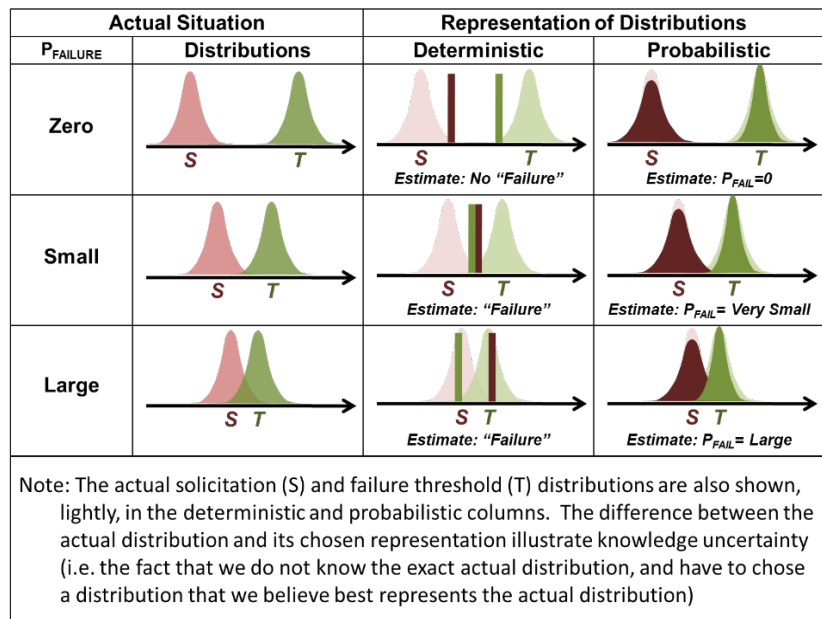 Actual Situation
Representation of Distributions
PFAILURE
Distributions
Deterministic
Probabilistic
Zero
S T
S T
Estimate: No “Failure”
S T
Estimate: PFAIL=0
Small
S T
S T
Estimate: “Failure”
S T
Estimate: PFAIL= Very Small
Large
S T
S T
Estimate: “Failure”
S T
Estimate: PFAIL= Large
Note: The actual solicitation (S) and failure threshold (T) distributions are also shown,
lightly, in the deterministic and probabilistic columns. The difference between the
actual distribution and its chosen representation illustrate knowledge uncertainty
(i.e. the fact that we do not know the exact actual distribution, and have to chose
a distribution that we believe best represents the actual distribution)